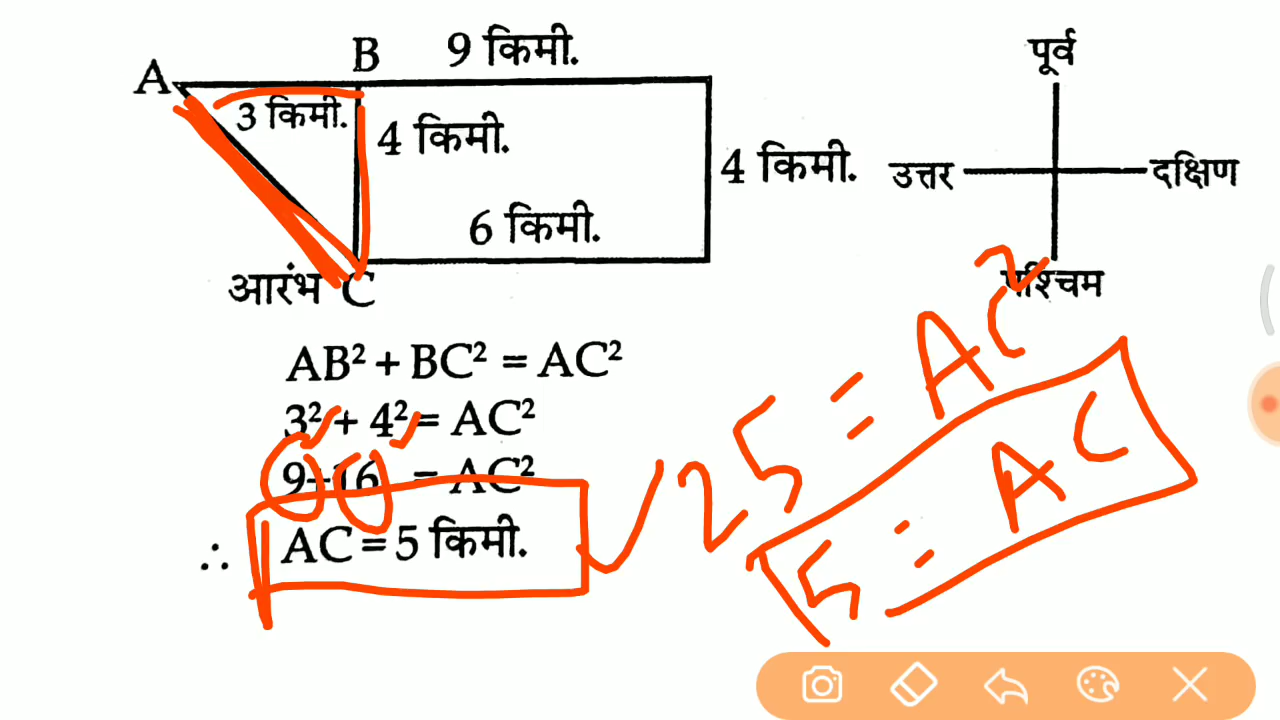 A B 9 किमी.
3 किमी. 4 किमी. 4 किमी.
6 किमी.
आरंभ C
पूर्व
उत्तर दक्षिण
पश्चिम
AB² + BC² = AC²
3² + 4² = AC²
9+16 = AC²
∴ AC = 5 किमी.
25 = AC²
5 = AC